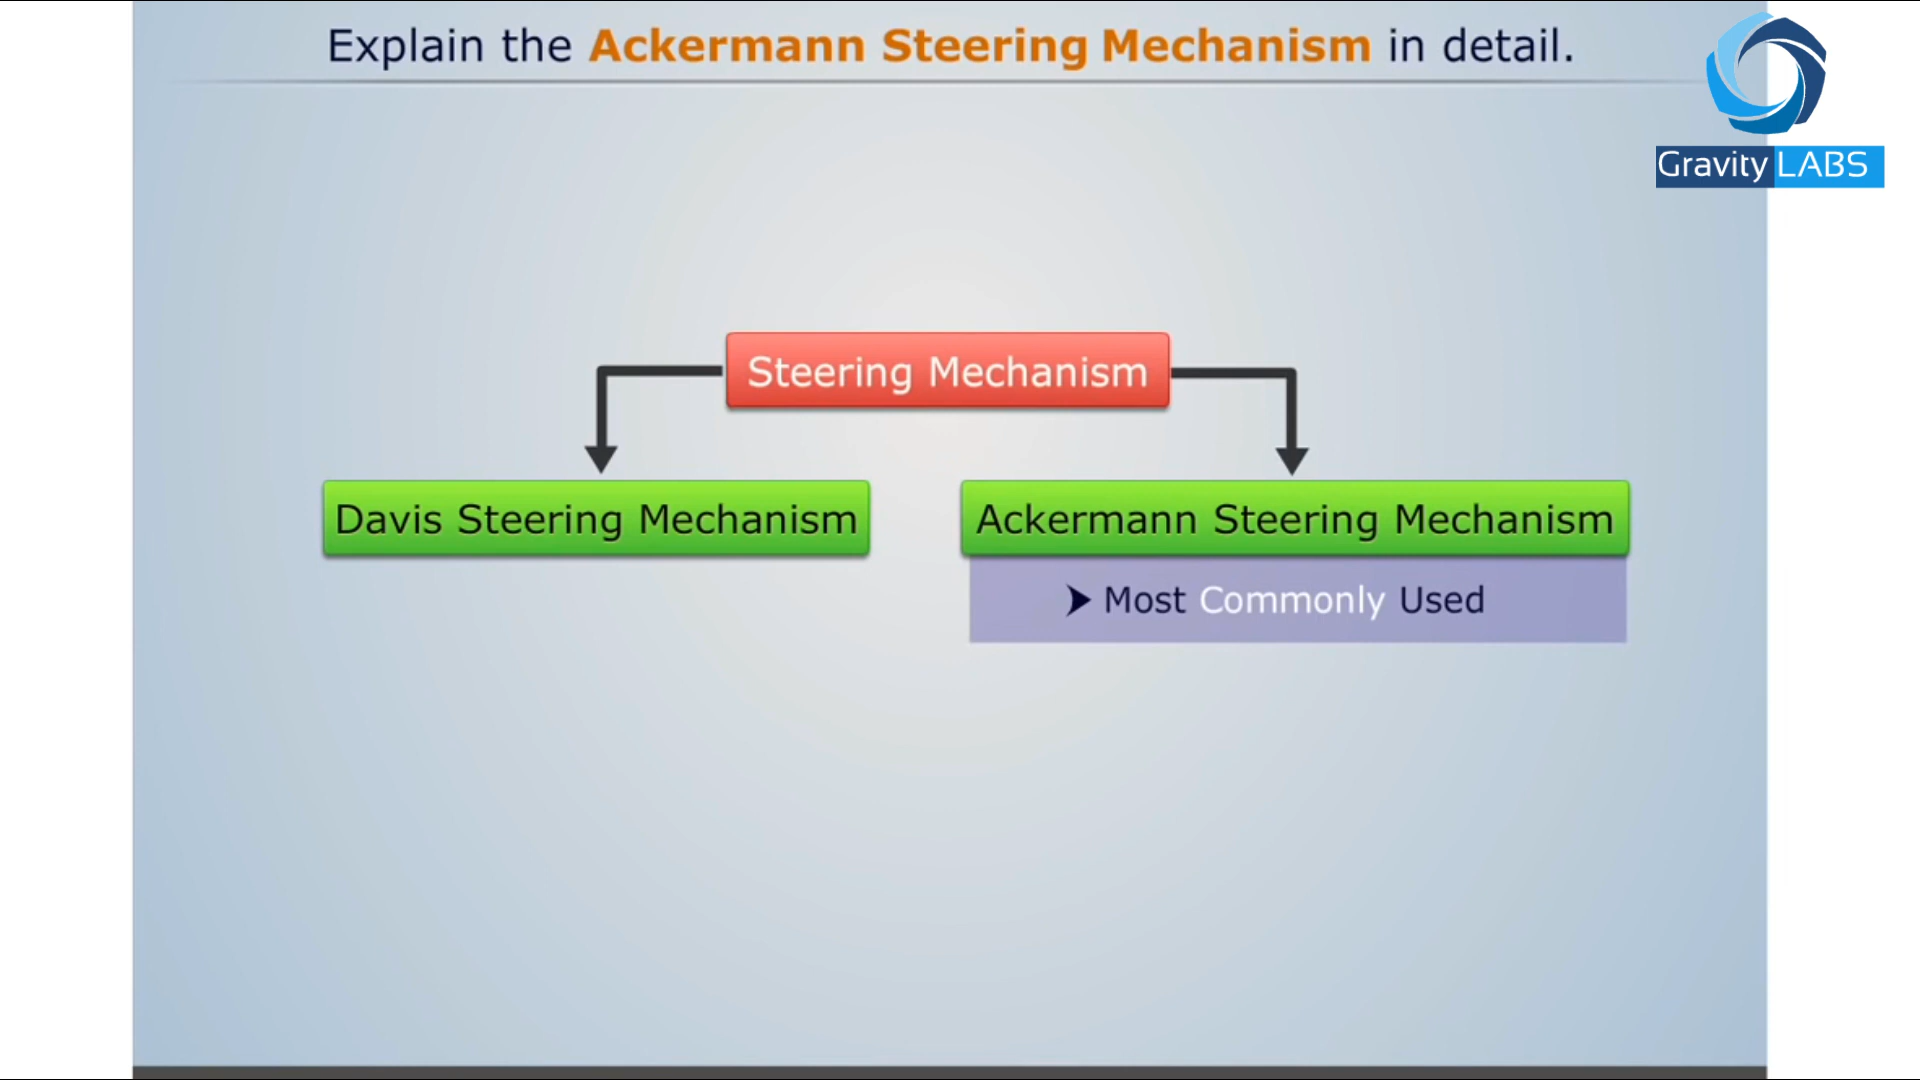 Explain the Ackermann Steering Mechanism in detail.
Gravity LABS
Steering Mechanism
Davis Steering Mechanism
Ackermann Steering Mechanism
➤ Most Commonly Used